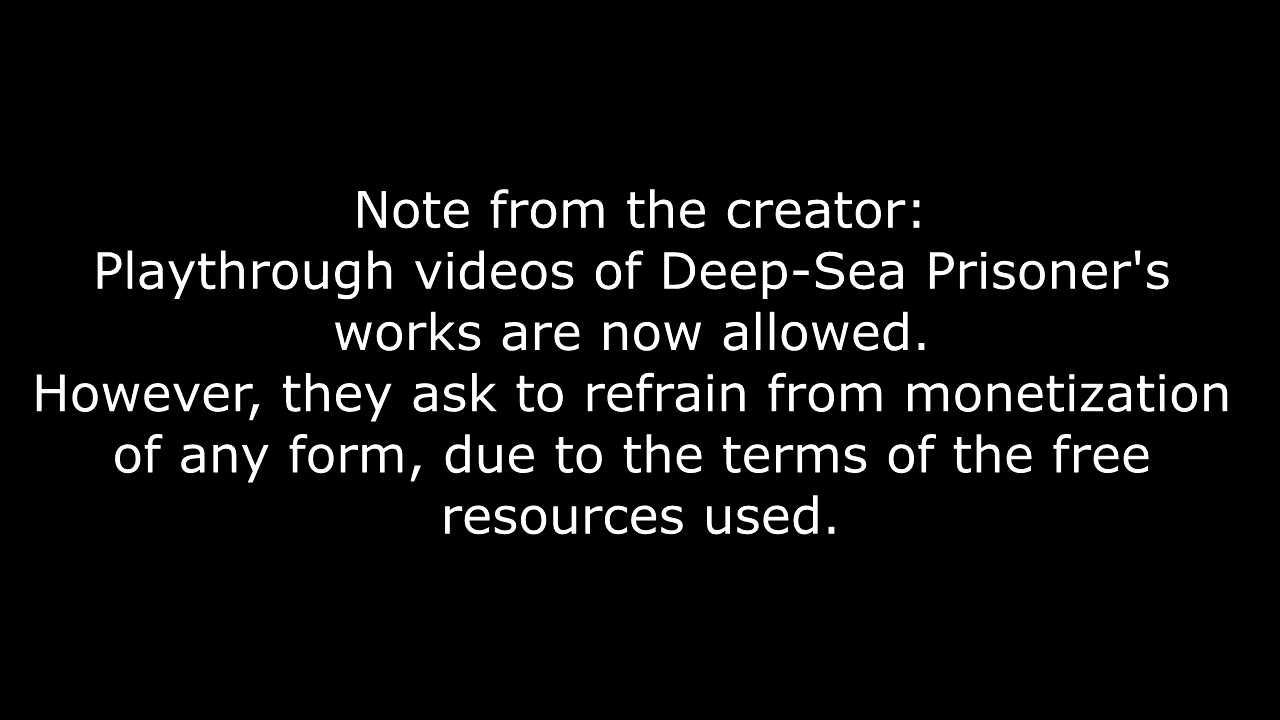 Note from the creator:
Playthrough videos of Deep-Sea Prisoner's
works are now allowed.
However, they ask to refrain from monetization
of any form, due to the terms of the free
resources used.